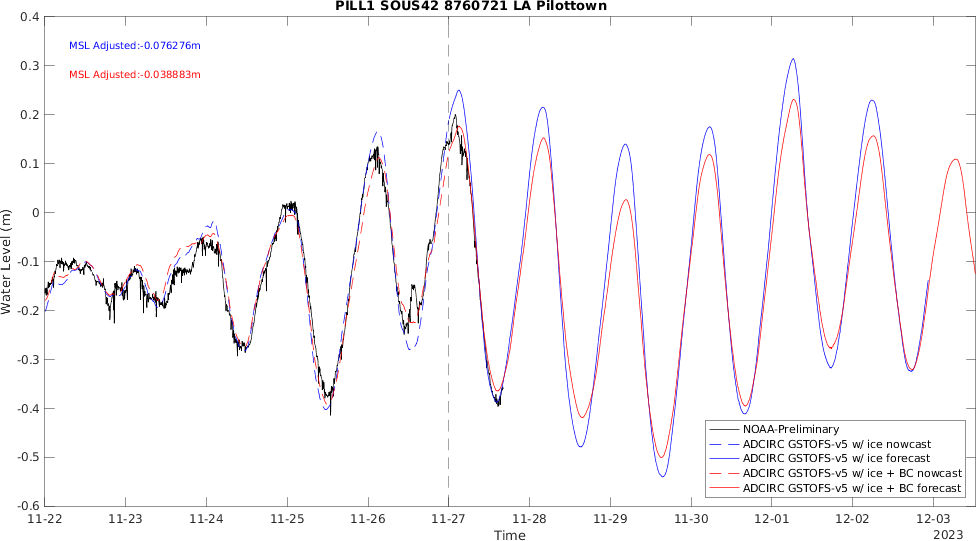 PILL1 SOUS42 8760721 LA Pilottown
MSL Adjusted:-0.076276m
MSL Adjusted:-0.038883m
Water Level (m)
0.4
0.3
0.2
0.1
0
-0.1
-0.2
-0.3
-0.4
-0.5
-0.6
NOAA-Preliminary
ADCIRC GSTOFS-v5 w/ ice nowcast
ADCIRC GSTOFS-v5 w/ ice forecast
ADCIRC GSTOFS-v5 w/ ice + BC nowcast
ADCIRC GSTOFS-v5 w/ ice + BC forecast
11-22 11-23 11-24 11-25 11-26 11-27 11-28 11-29 11-30 12-01 12-02 12-03
Time
2023